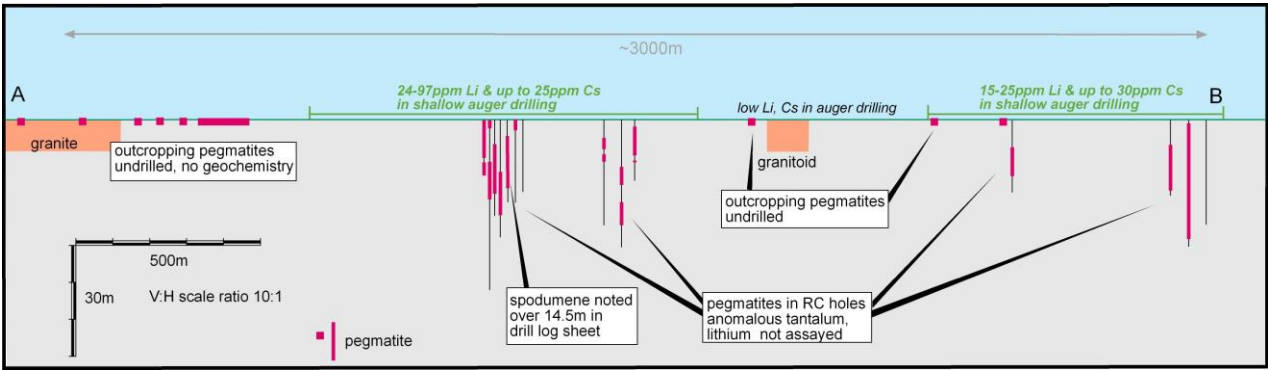 ~3000m
A
24-97ppm Li & up to 25ppm Cs
in shallow auger drilling
low Li, Cs in auger drilling
15-25ppm Li & up to 30ppm Cs
in shallow auger drilling
B
granite
outcropping pegmatites
undrilled, no geochemistry
granitoid
outcropping pegmatites
undrilled
500m
30m
V:H scale ratio 10:1
spodumene noted
over 14.5m in
drill log sheet
pegmatites in RC holes
anomalous tantalum,
lithium not assayed
pegmatite